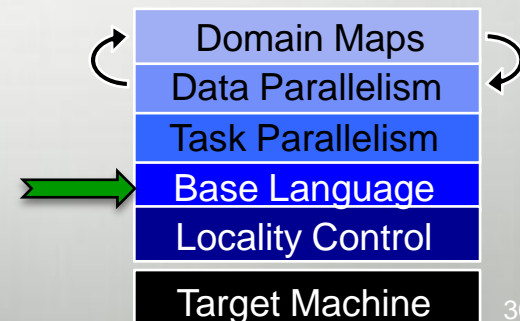 Domain Maps
Data Parallelism
Task Parallelism
Base Language
Locality Control
Target Machine